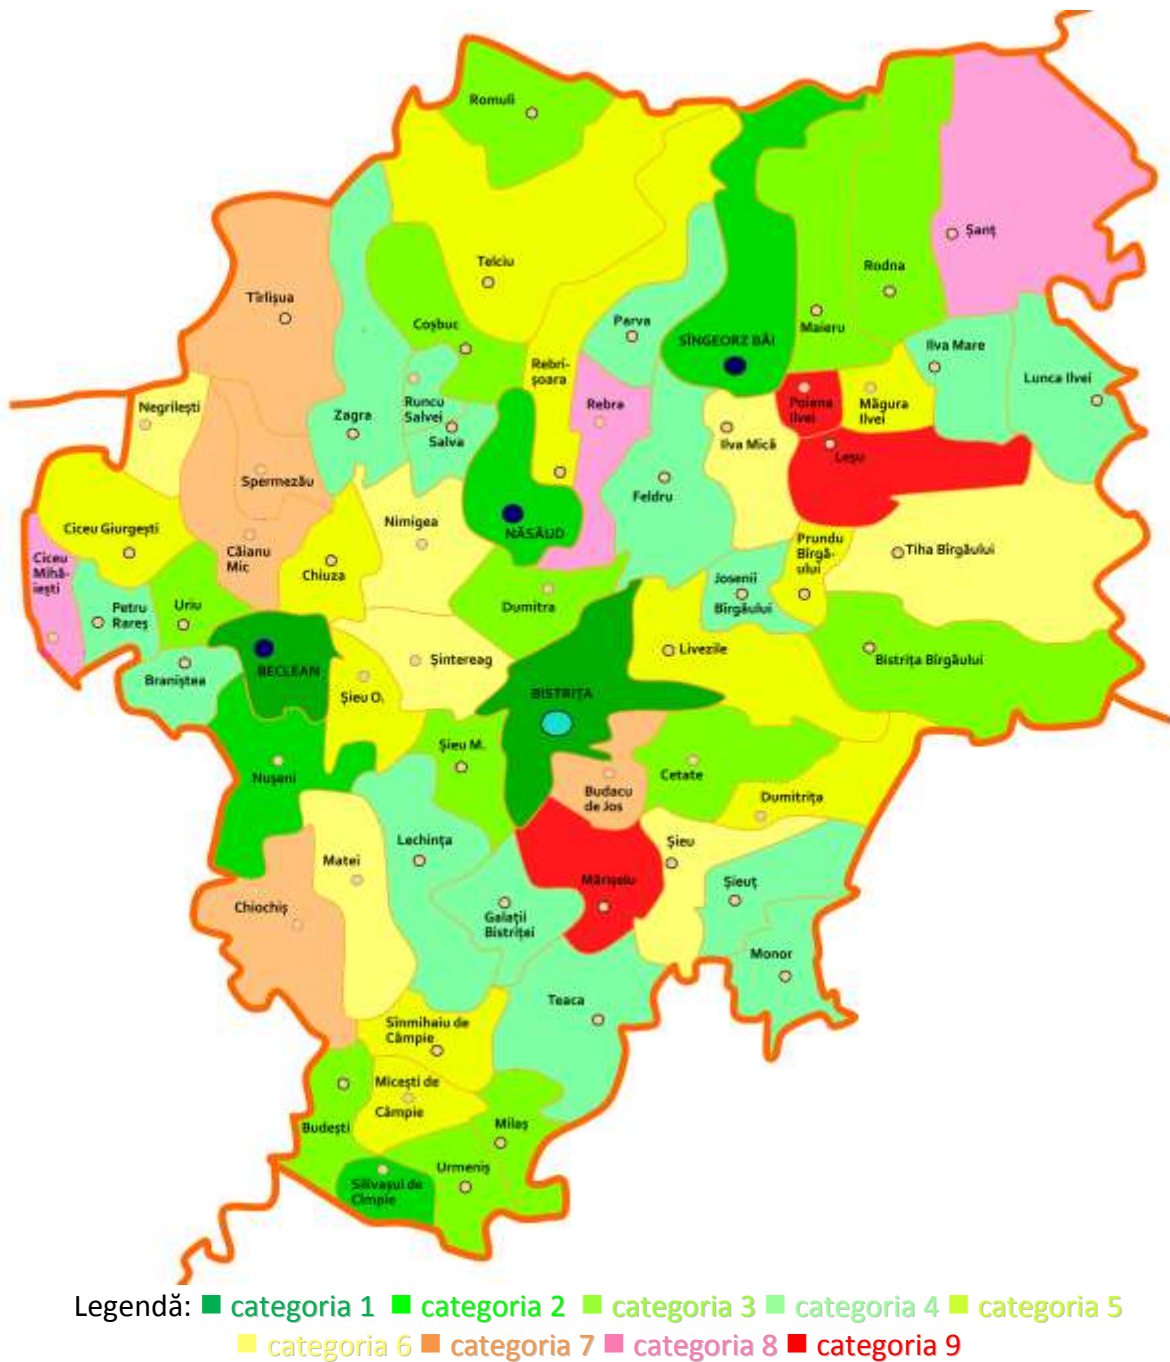 Romuli
Şanţ
Telciu
Rodna
Tîrlişua
Parva
Coşbuc
Maieru
SÎNGEORZ BĂI
Ilva Mare
Rebri-
şoara
Lunca Ilvei
Negrileşti
Runcu
Salvei
Rebra
Poiana
Ilvei
Măgura
Ilvei
Zagra
Salva
Ilva Mică
Leşu
Spermezău
Feldru
Ciceu Giurgeşti
Nimigea
NĂSĂUD
Prundu
Bîrgă-
ului
Tiha Bîrgăului
Ciceu
Mihă-
ieşti
Căianu
Mic
Chiuza
Josenii
Bîrgăului
Petru
Rareş
Uriu
Dumitra
Livezile
Bistriţa Bîrgăului
BECLEAN
Şintereag
Braniştea
Şieu O.
BISTRIŢA
Şieu M.
Nuşeni
Cetate
Budacu
de Jos
Dumitriţa
Lechinţa
Şieu
Matei
Mărişelu
Şieuţ
Chiochiş
Galaţii
Bistriţei
Monor
Teaca
Sînmihaiu de
Câmpie
Miceşti de
Câmpie
Budeşti
Milaş
Urmeniş
Silivaşul de
Cîmpie
Legendă: categoria 1 categoria 2 categoria 3 categoria 4 categoria 5
categoria 6 categoria 7 categoria 8 categoria 9